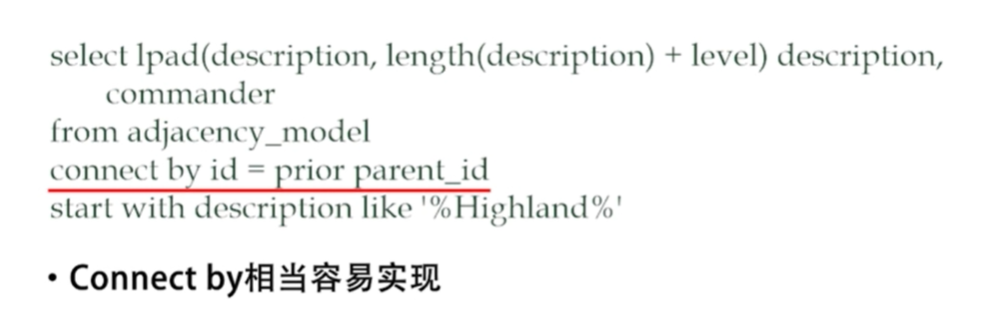 select lpad(description, length(description) + level) description,
commander
from adjacency_model
connect by id = prior parent_id
start with description like '%Highland%'
• Connect by相当容易实现